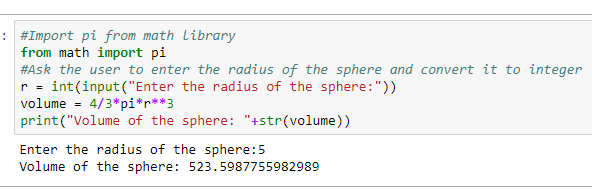 : #Import pi from math library
from math import pi
#Ask the user to enter the radius of the sphere and convert it to integer
r = int(input("Enter the radius of the sphere:"))
volume = 4/3*pi*r**3
print("Volume of the sphere: "+str(volume))
Enter the radius of the sphere:5
Volume of the sphere: 523.5987755982989